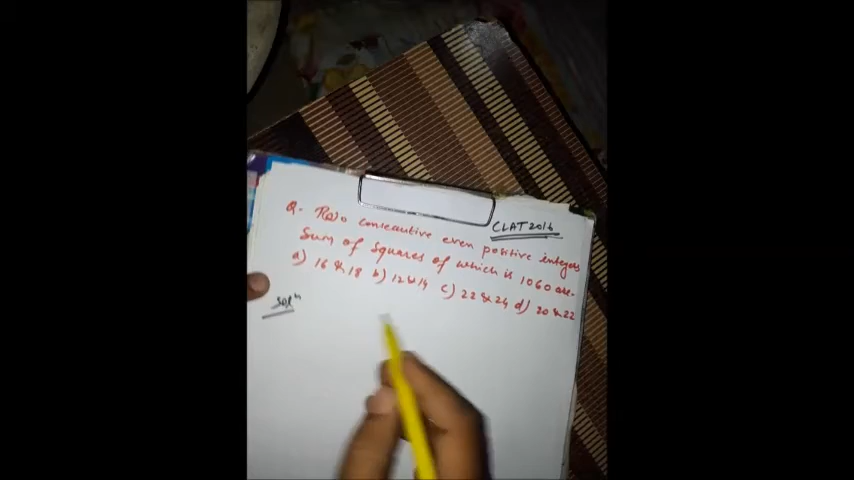 CLAT 2016
Q. Two consecutive even positive integers
Sum of squares of which is 1060 are-
a) 16 & 18 b) 12 & 14 c) 22 & 24 d) 20 & 22
Solⁿ